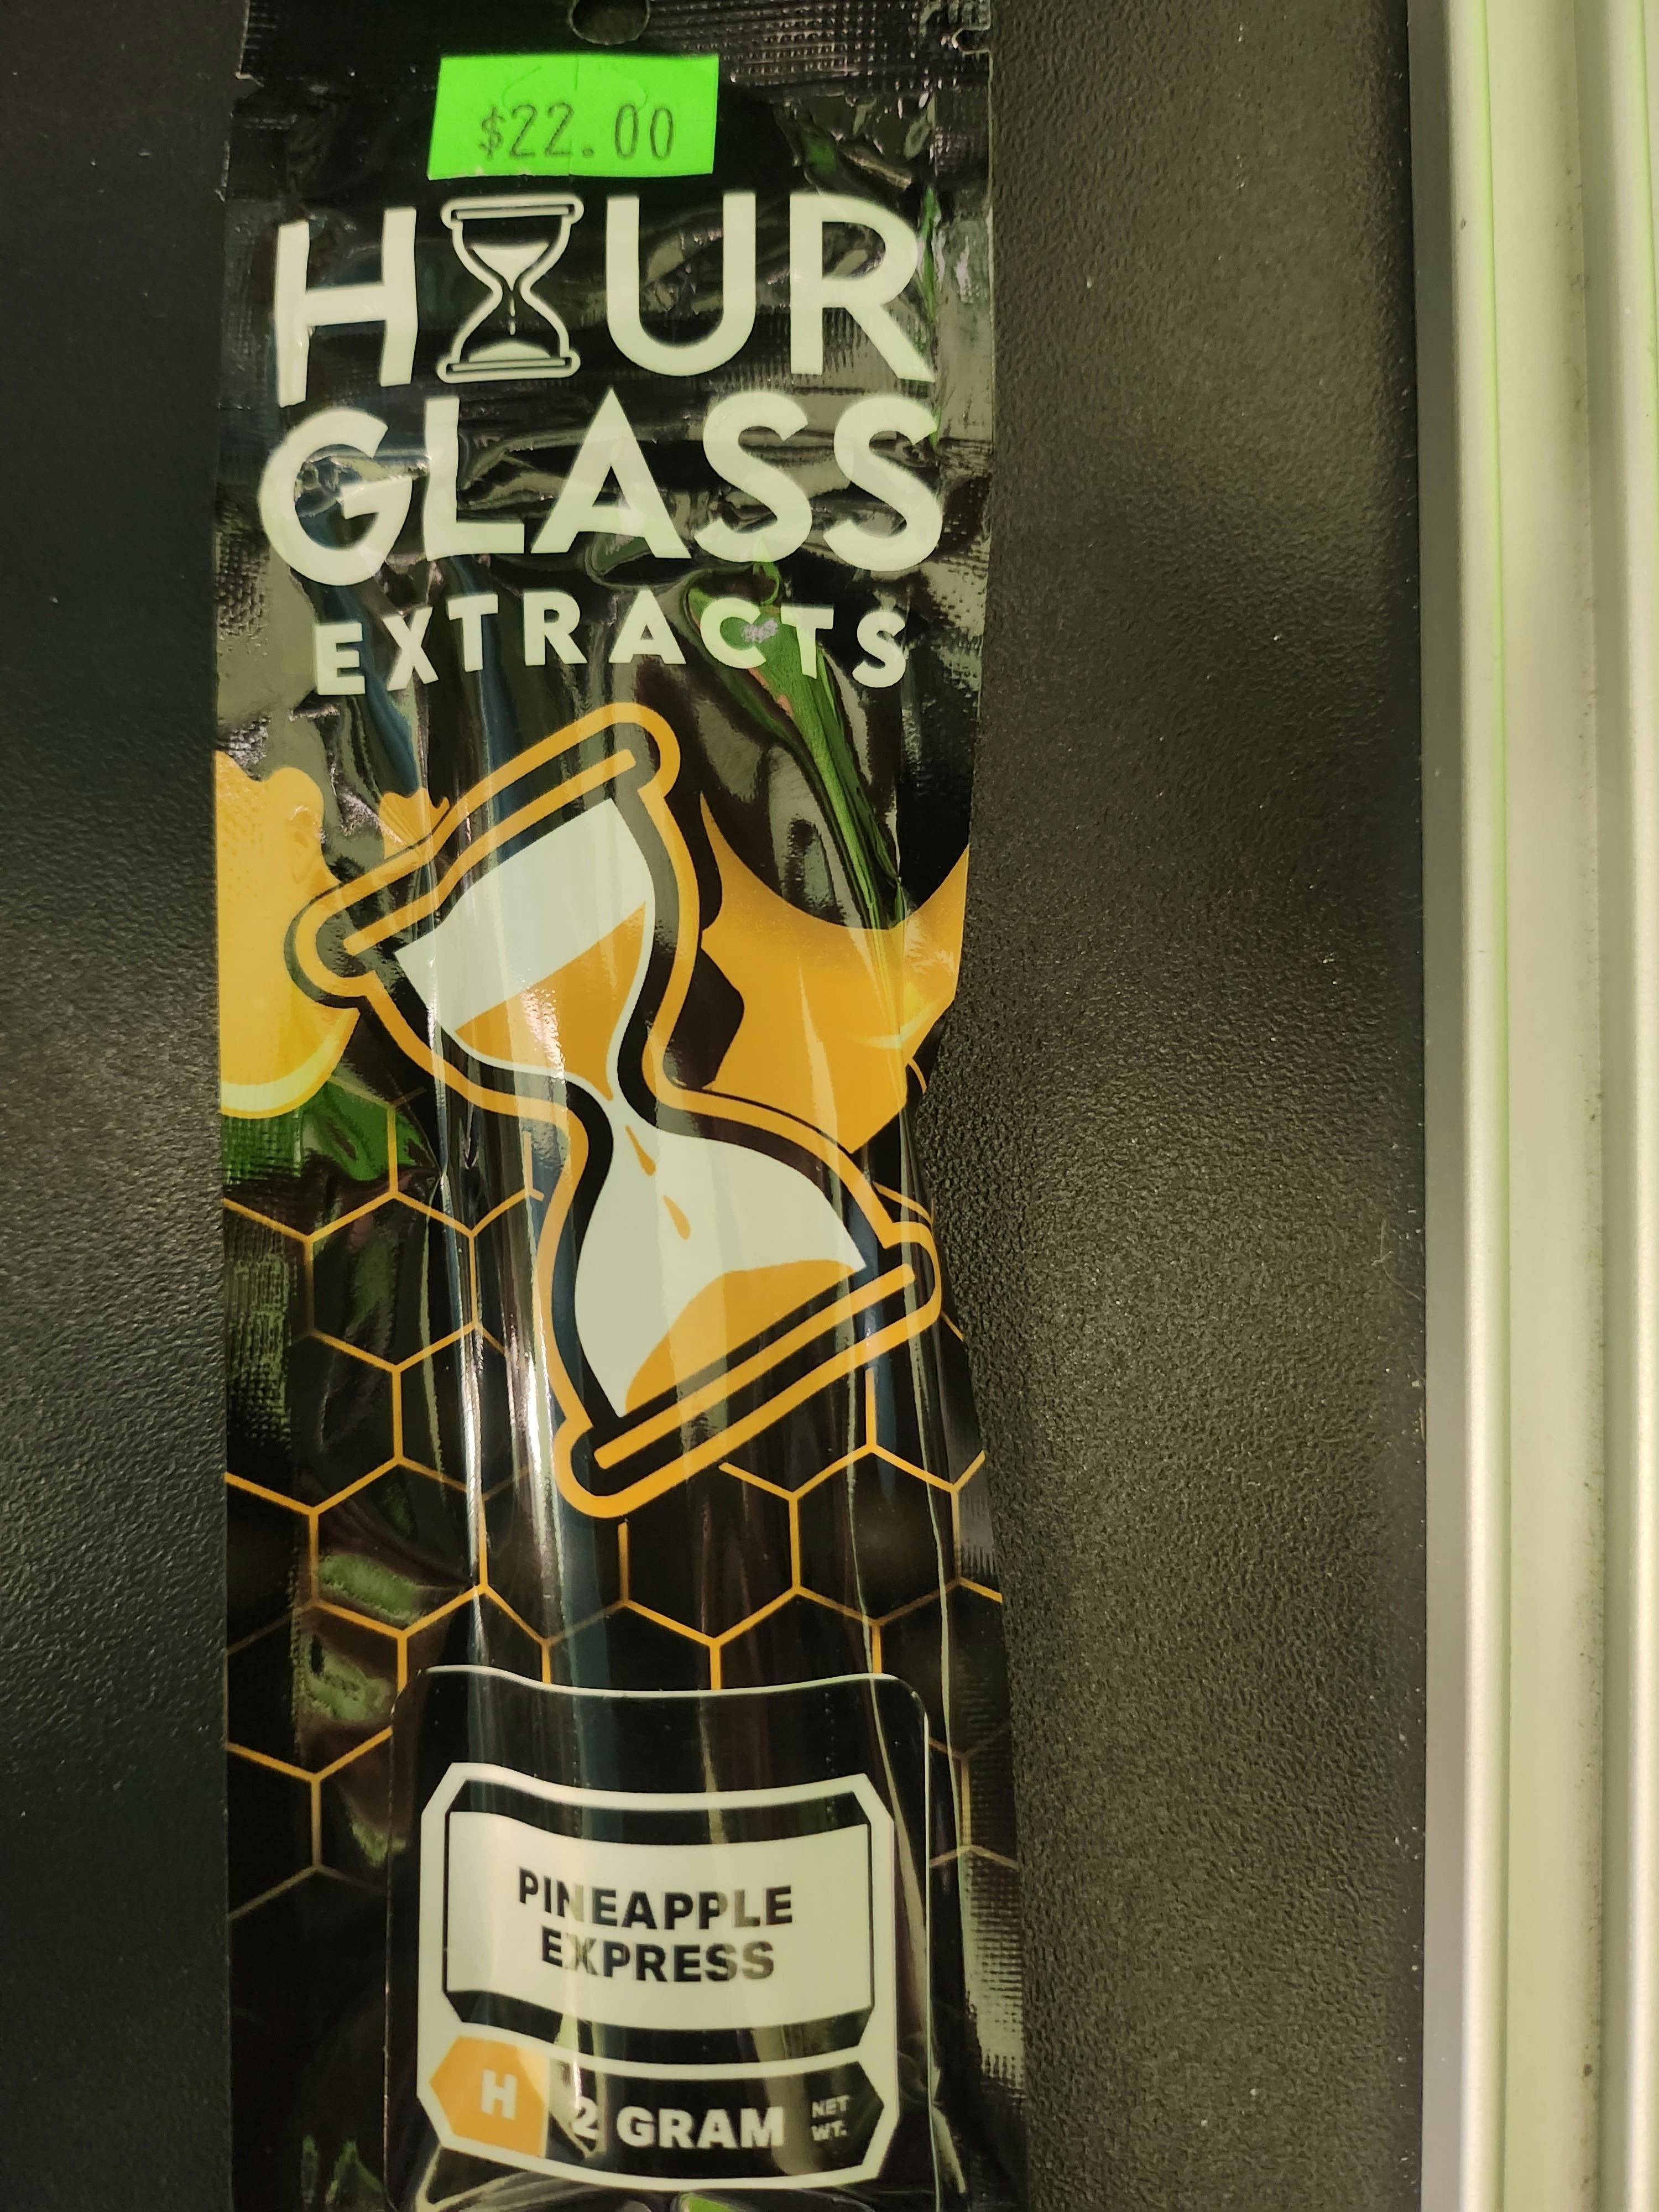 $22.00
HOUR
GLASS
EXTRACTS
PINEAPPLE
EXPRESS
H
2 GRAM
NET
WT.